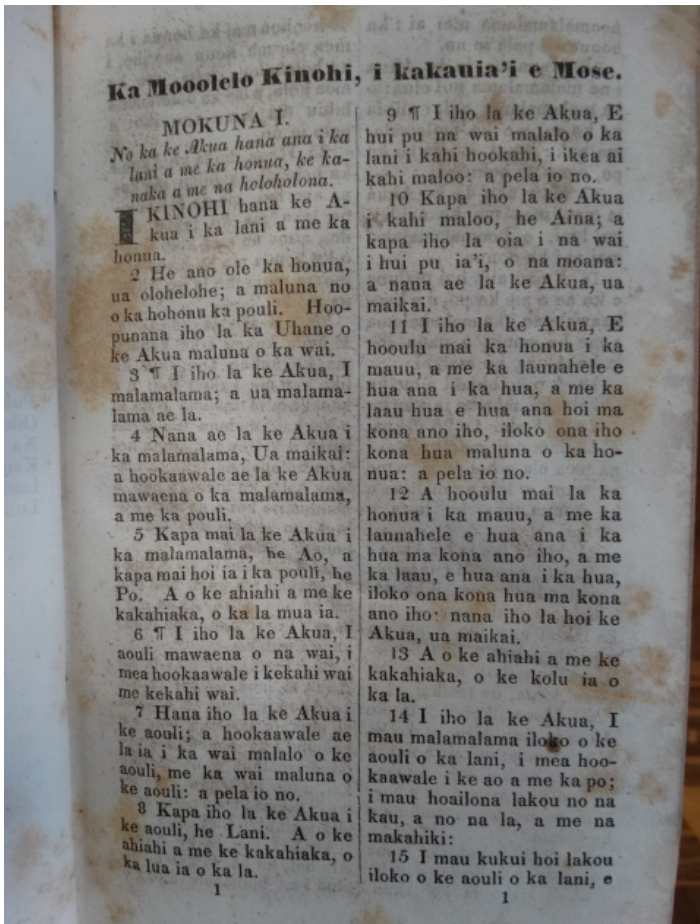 Ka Mooolelo Kinohi, i kakauia'i e Mose.
MOKUNA I.
No ka ke Akua hana ana i ka
lani a me ka honua, ke ka-
naka a me na holoholona.
I KINOHI hana ke A-
kua i ka lani a me ka
honua.
2 He ano ole ka honua,
ua olohelohe; a maluna no
o ka hohonu ka pouli. Hoo-
punana iho la ka Uhane o
ke Akua maluna o ka wai.
3 ¶ I iho la ke Akua, I
malamalama; a ua malama-
lama ae la.
4 Nana ae la ke Akua i
ka malamalama, Ua maikai:
a hookaawale ae la ke Akua
mawaena o ka malamalama,
a me ka pouli.
5 Kapa mai la ke Akua i
ka malamalama, he Ao, a
kapa mai hoi ia i ka pouli, he
Po. A o ke ahiahi a me ke
kakahiaka, o ka la mua ia.
6 ¶ I iho la ke Akua, I
aouli mawaena o na wai, i
mea hookaawale i kekahi wai
me kekahi wai.
7 Hana iho la ke Akua i
ke aouli; a hookaawale ae
la ia i ka wai malalo o ke
aouli, me ka wai maluna o
ke aouli: a pela io no.
8 Kapa iho la ke Akua i
ke aouli, he Lani. A o ke
ahiahi a me ke kakahiaka, o
ka lua ia o ka la.
1
9 ¶ I iho la ke Akua, E
hui pu na wai malalo o ka
lani i kahi hookahi, i ikea ai
kahi maloo: a pela io no.
10 Kapa iho la ke Akua
i kahi maloo, he Aina; a
kapa iho la oia i na wai
i hui pu ia'i, o na moana:
a nana ae la ke Akua, ua
maikai.
11 I iho la ke Akua, E
hooulu mai ka honua i ka
mauu, a me ka launahele e
hua ana i ka hua, a me ka
laau hua e hua ana hoi ma
kona ano iho, iloko ona iho
kona hua maluna o ka ho-
nua: a pela io no.
12 A hooulu mai la ka
honua i ka mauu, a me ka
launahele e hua ana i ka
hua ma kona ano iho, a me
ka laau, e hua ana i ka hua,
iloko ona kona hua ma kona
ano iho: nana iho la hoi ke
Akua, ua maikai.
13 A o ke ahiahi a me ke
kakahiaka, o ke kolu ia o
ka la.
14 I iho la ke Akua, I
mau malamalama iloko o ke
aouli o ka lani, i mea hoo-
kaawale i ke ao a me ka po;
i mau hoailona lakou no na
kau, a no na la, a me na
makahiki:
15 I mau kukui hoi lakou
iloko o ke aouli o ka lani, e
1